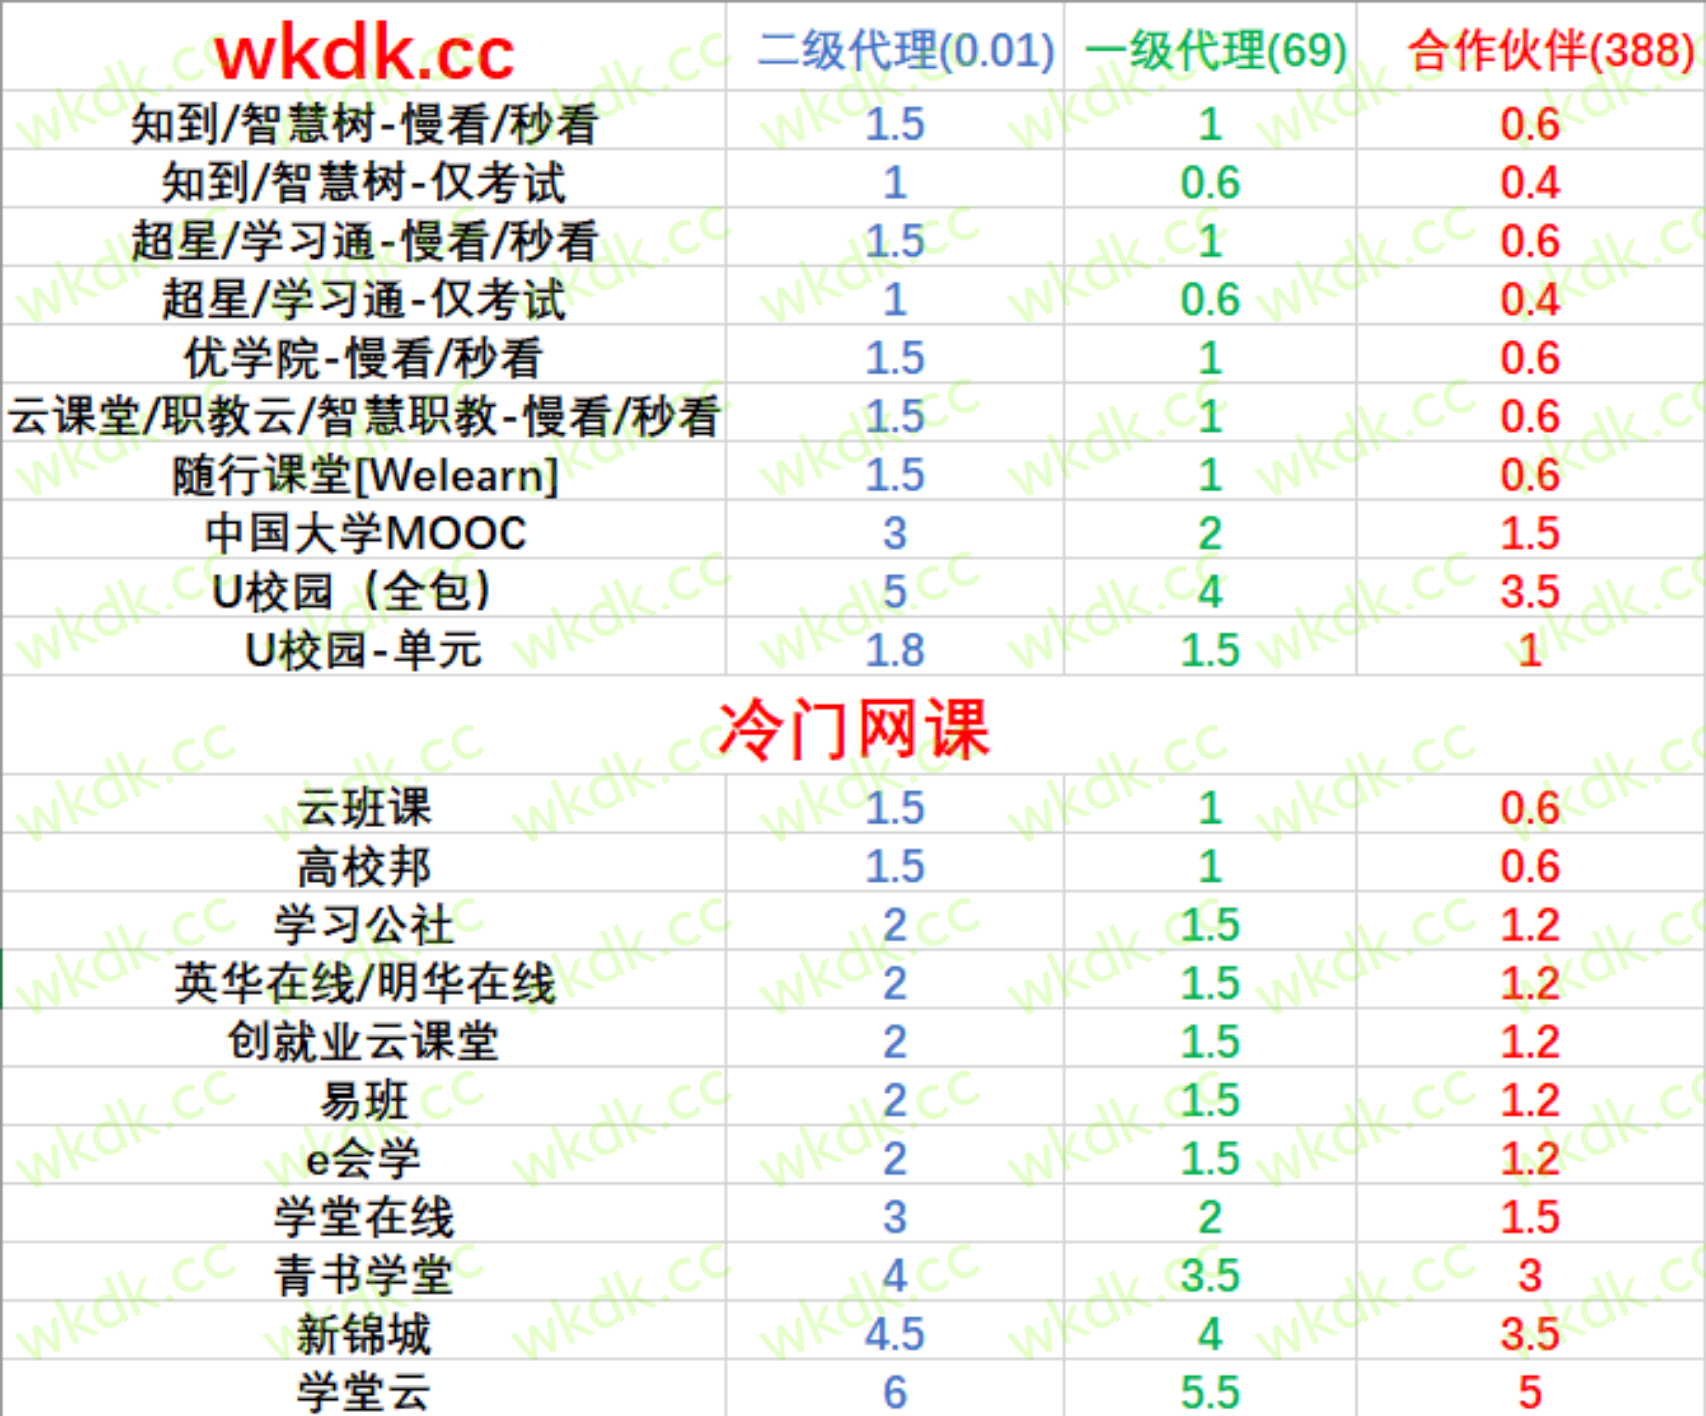 wkdk.cc 二级代理(0.01) 一级代理(69) 合作伙伴(388)
知到/智慧树-慢看/秒看 1.5 1 0.6
知到/智慧树-仅考试 1 0.6 0.4
超星/学习通-慢看/秒看 1.5 1 0.6
超星/学习通-仅考试 1 0.6 0.4
优学院-慢看/秒看 1.5 1 0.6
云课堂/职教云/智慧职教-慢看/秒看 1.5 1 0.6
随行课堂[Welearn] 1.5 1 0.6
中国大学MOOC 3 2 1.5
U校园（全包） 5 4 3.5
U校园-单元 1.8 1.5 1
冷门网课
云班课 1.5 1 0.6
高校邦 1.5 1 0.6
学习公社 2 1.5 1.2
英华在线/明华在线 2 1.5 1.2
创就业云课堂 2 1.5 1.2
易班 2 1.5 1.2
e会学 2 1.5 1.2
学堂在线 3 2 1.5
青书学堂 4 3.5 3
新锦城 4.5 4 3.5
学堂云 6 5.5 5